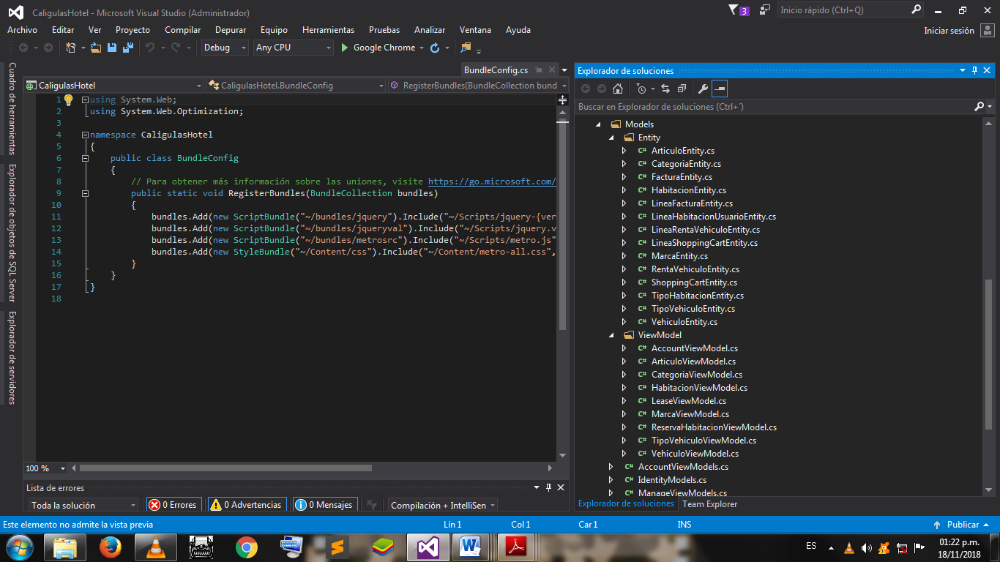 CaligulasHotel - Microsoft Visual Studio (Administrador)
3
Inicio rápido (Ctrl+Q)
Archivo Editar Ver Proyecto Compilar Depurar Equipo Herramientas Pruebas Analizar Ventana Ayuda
Iniciar sesión
Debug Any CPU Google Chrome
Cuadro de herramientas
Explorador de objetos de SQL Server
Explorador de servidores
BundleConfig.cs
CaligulasHotel CaligulasHotel.BundleConfig RegisterBundles(BundleCollection bund
1 using System.Web;
2 using System.Web.Optimization;
3
4 namespace CaligulasHotel
5 {
6 public class BundleConfig
7 {
8 // Para obtener más información sobre las uniones, visite https://go.microsoft.com/
9 public static void RegisterBundles(BundleCollection bundles)
10 {
11 bundles.Add(new ScriptBundle("~/bundles/jquery").Include("~/Scripts/jquery-{ver
12 bundles.Add(new ScriptBundle("~/bundles/jqueryval").Include("~/Scripts/jquery.v
13 bundles.Add(new ScriptBundle("~/bundles/metrosrc").Include("~/Scripts/metro.js"
14 bundles.Add(new StyleBundle("~/Content/css").Include("~/Content/metro-all.css",
15 }
16 }
17 }
18
100 %
Lista de errores
Toda la solución 0 Errores 0 Advertencias 0 Mensajes Compilación + IntelliSen
Explorador de soluciones
Buscar en Explorador de soluciones (Ctrl+´)
Models
Entity
C# ArticuloEntity.cs
C# CategoriaEntity.cs
C# FacturaEntity.cs
C# HabitacionEntity.cs
C# LineaFacturaEntity.cs
C# LineaHabitacionUsuarioEntity.cs
C# LineaRentaVehiculoEntity.cs
C# LineaShoppingCartEntity.cs
C# MarcaEntity.cs
C# RentaVehiculoEntity.cs
C# ShoppingCartEntity.cs
C# TipoHabitacionEntity.cs
C# TipoVehiculoEntity.cs
C# VehiculoEntity.cs
ViewModel
C# AccountViewModel.cs
C# ArticuloViewModel.cs
C# CategoriaViewModel.cs
C# HabitacionViewModel.cs
C# LeaseViewModel.cs
C# MarcaViewModel.cs
C# ReservaHabitacionViewModel.cs
C# TipoVehiculoViewModel.cs
C# VehiculoViewModel.cs
C# AccountViewModels.cs
C# IdentityModels.cs
C# ManageViewModels.cs
Explorador de soluciones Team Explorer
Este elemento no admite la vista previa Lín 1 Col 1 Car 1 INS Publicar
ES 01:22 p.m.
18/11/2018